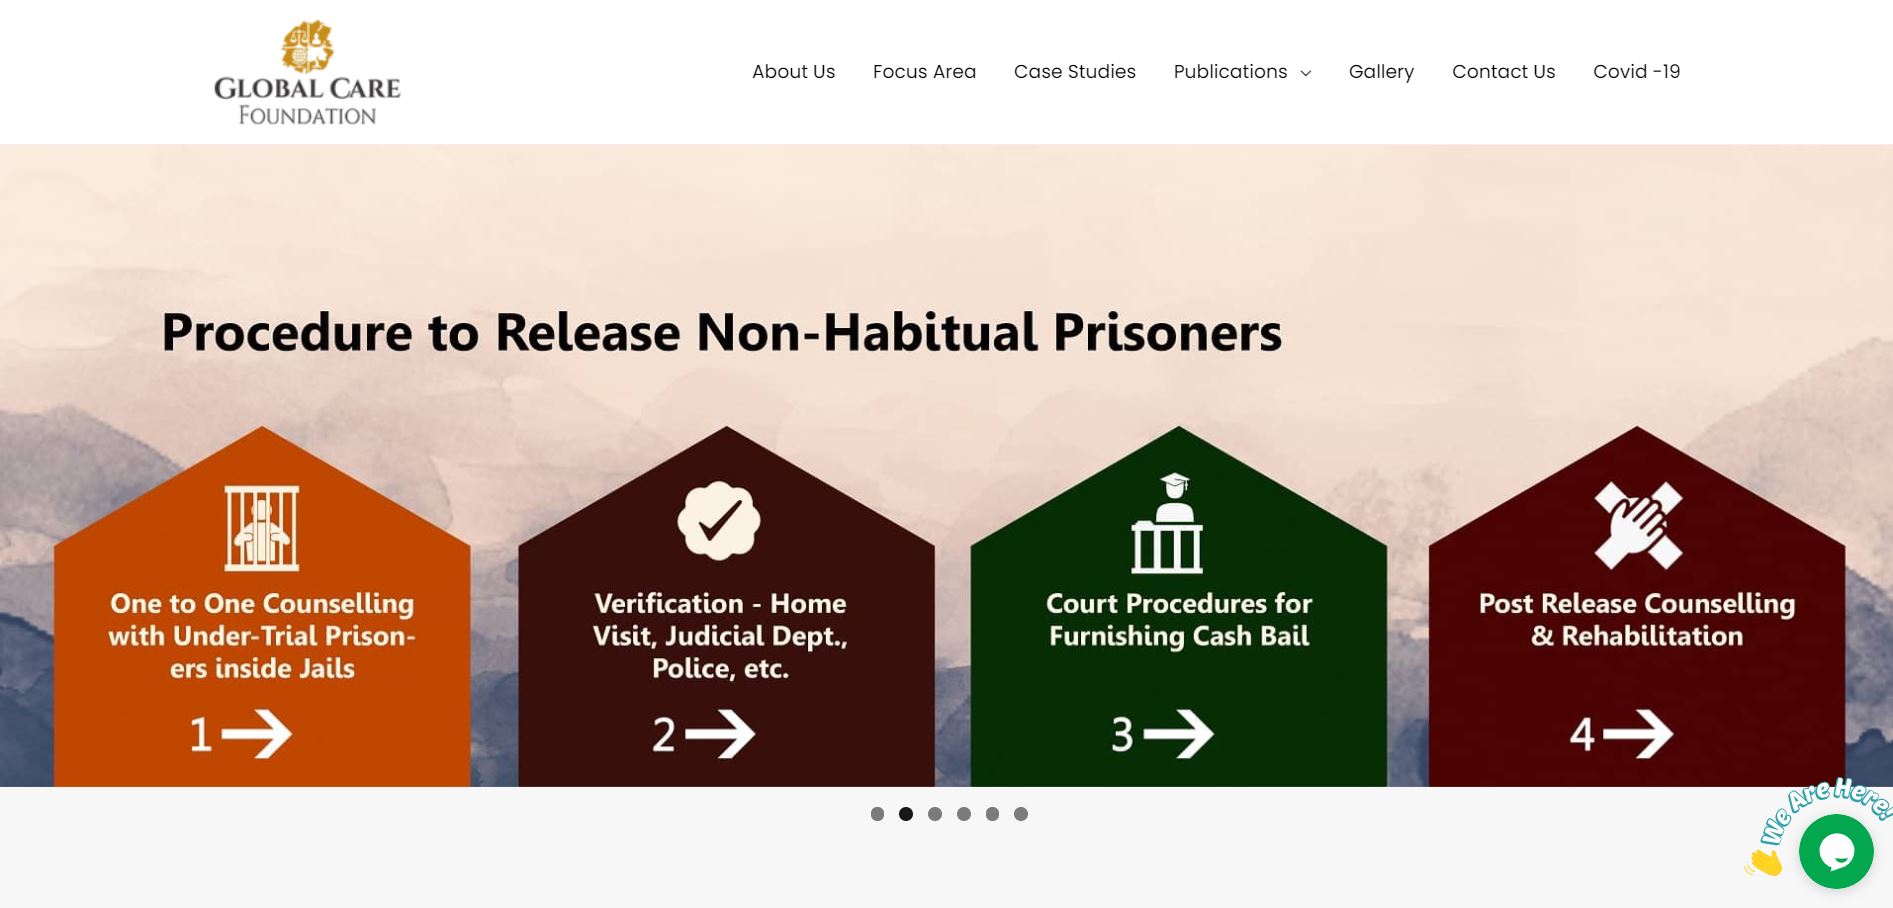 GLOBAL CARE
FOUNDATION
About Us
Focus Area
Case Studies
Publications
Gallery
Contact Us
Covid -19
Procedure to Release Non-Habitual Prisoners
One to One Counselling
with Under-Trial Prison-
ers inside Jails
1
Verification - Home
Visit, Judicial Dept.,
Police, etc.
2
Court Procedures for
Furnishing Cash Bail
3
Post Release Counselling
& Rehabilitation
4
We Are Here!